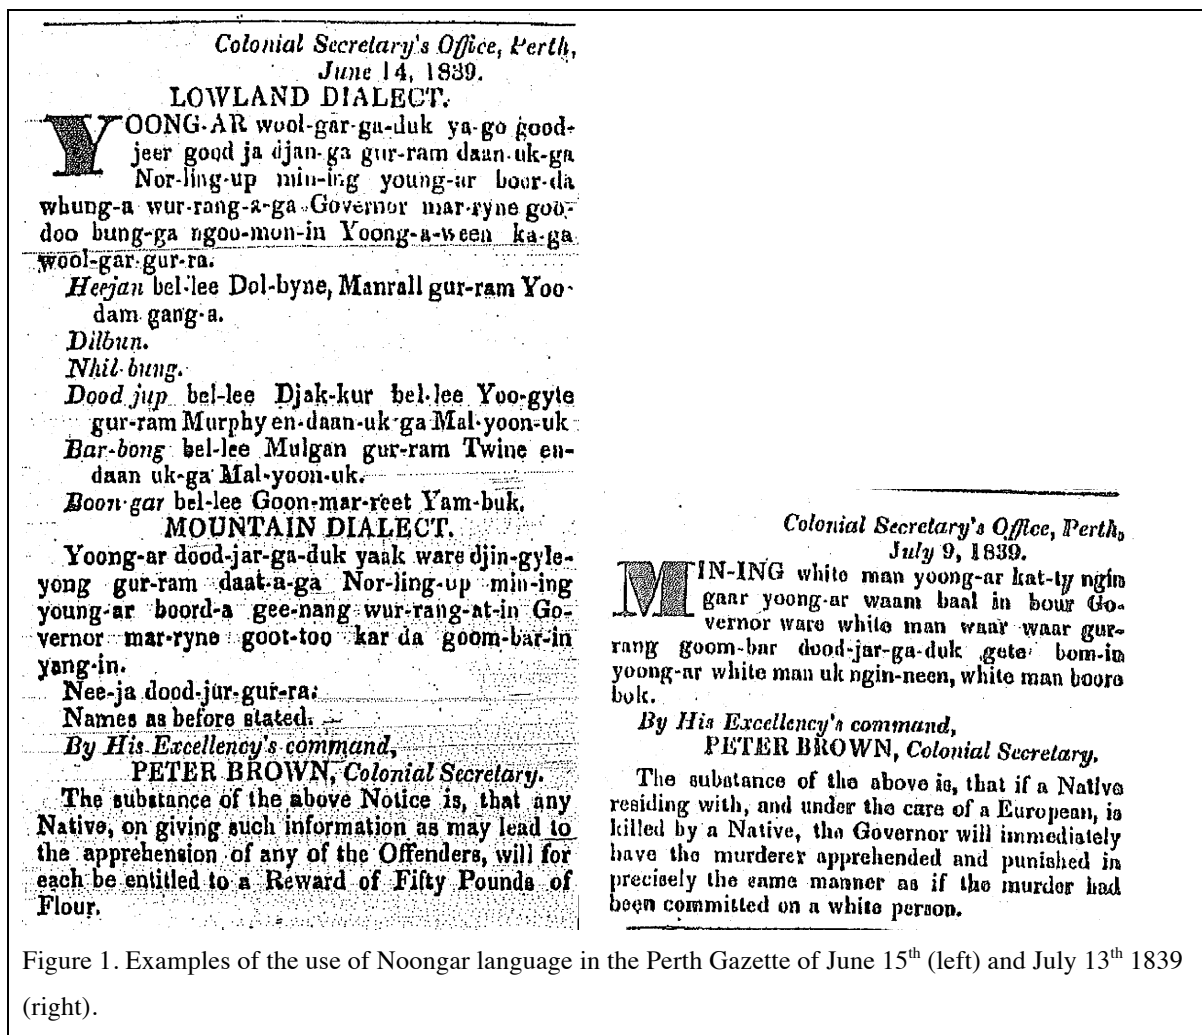 Colonial Secretary's Office, Perth,
June 14, 1839.
LOWLAND DIALECT.
YOONG-AR wool-gar-ga-duk ya-go good-
jeer good ja djan-ga gur-ram daan-uk-ga
Nor-ling-up min-ing young-ar boor-da
whung-a wur-rang-a-ga Governor mar-ryne goo-
doo bung-ga ngoo-mon-in Yoong-a-ween ka-ga
wool-gar-gur-ra.
Heejan bel-lee Dol-byne, Manrall gur-ram Yoo-
dam gang-a.
Dilbun.
Nhil-bung.
Dood jup bel-lee Djak-kur bel-lee Yoo-gyte
gur-ram Murphy en-daan-uk-ga Mal-yoon-uk
Bar-bong bel-lee Mulgan gur-ram Twine en-
daan uk-ga Mal-yoon-uk.
Boon-gar bel-lee Goon-mar-reet Yam-buk.
MOUNTAIN DIALECT.
Yoong-ar dood-jar-ga-duk yaak ware djin-gyle-
yong gur-ram daat-a-ga Nor-ling-up min-ing
young-ar boord-a gee-nang wur-rang-at-in Go-
vernor mar-ryne goot-too kar da goom-bar-in
yang-in.
Nee-ja dood-jur-gur-ra:
Names as before stated.
By His Excellency's command,
PETER BROWN, Colonial Secretary.
The substance of the above Notice is, that any
Native, on giving such information as may lead to
the apprehension of any of the Offenders, will for
each be entitled to a Reward of Fifty Pounds of
Flour.
Colonial Secretary's Office, Perth,
July 9, 1839.
MIN-ING white man yoong-ar kat-ty ngin
gaar yoong-ar waam baal in bour Go-
vernor ware white man waar waar gur-
rang goom-bar dood-jar-ga-duk gete bom-in
yoong-ar white man uk ngin-neen, white man booro
bok.
By His Excellency's command,
PETER BROWN, Colonial Secretary.
The substance of the above is, that if a Native
residing with, and under the care of a European, is
killed by a Native, the Governor will immediately
have the murderer apprehended and punished in
precisely the same manner as if the murder had
been committed on a white person.
Figure 1. Examples of the use of Noongar language in the Perth Gazette of June 15th (left) and July 13th 1839
(right).